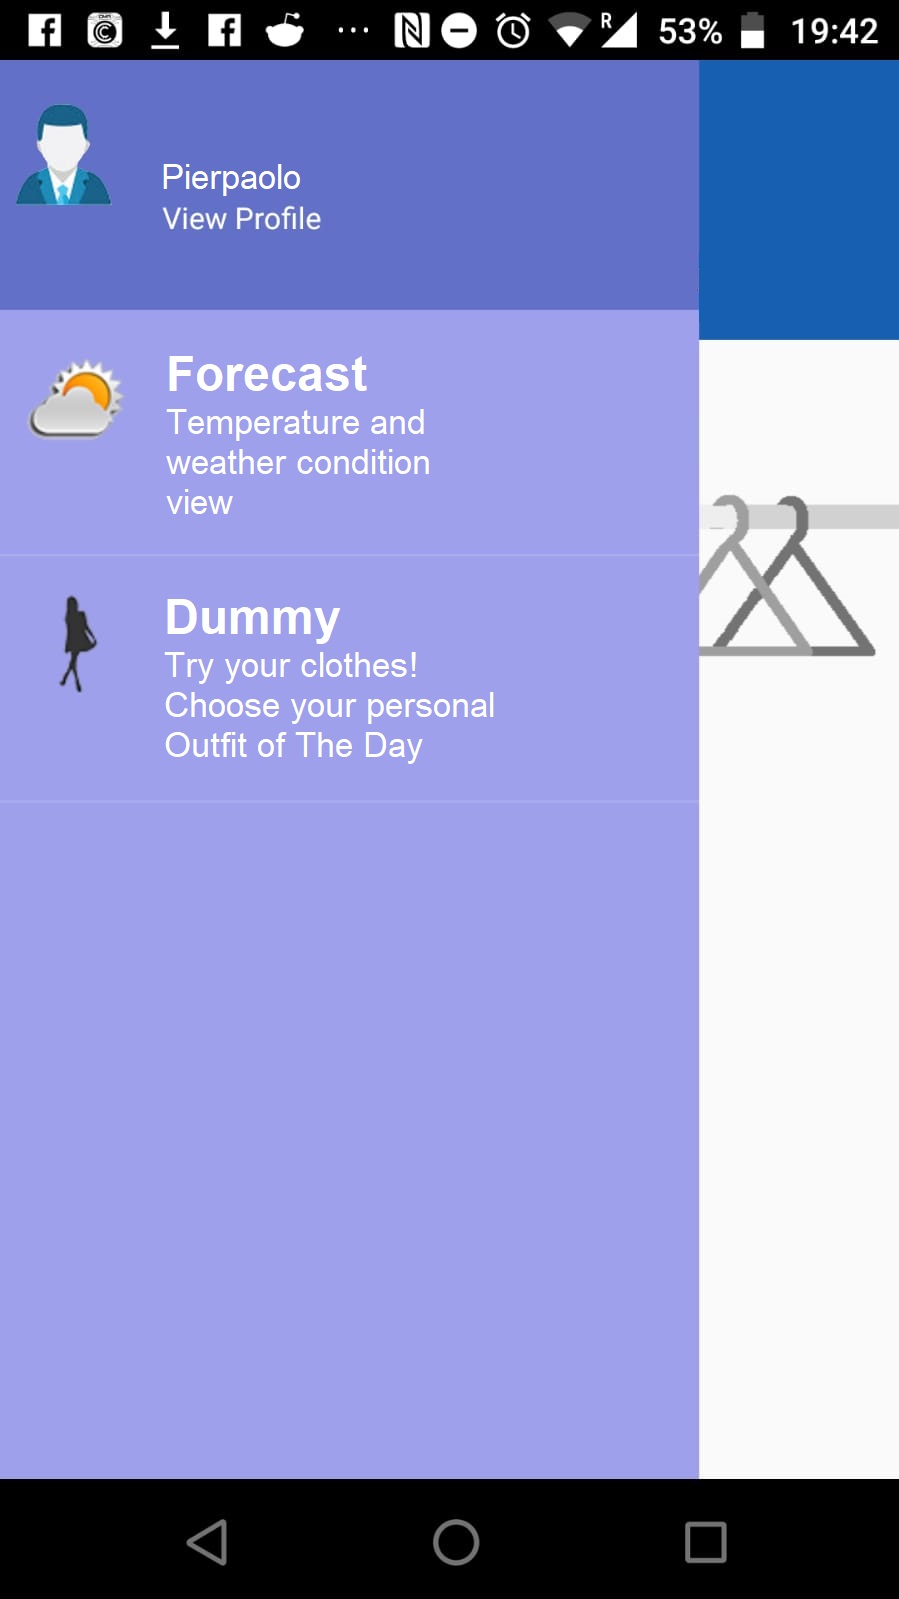 R 53% 19:42
Pierpaolo
View Profile
Forecast
Temperature and
weather condition
view
Dummy
Try your clothes!
Choose your personal
Outfit of The Day